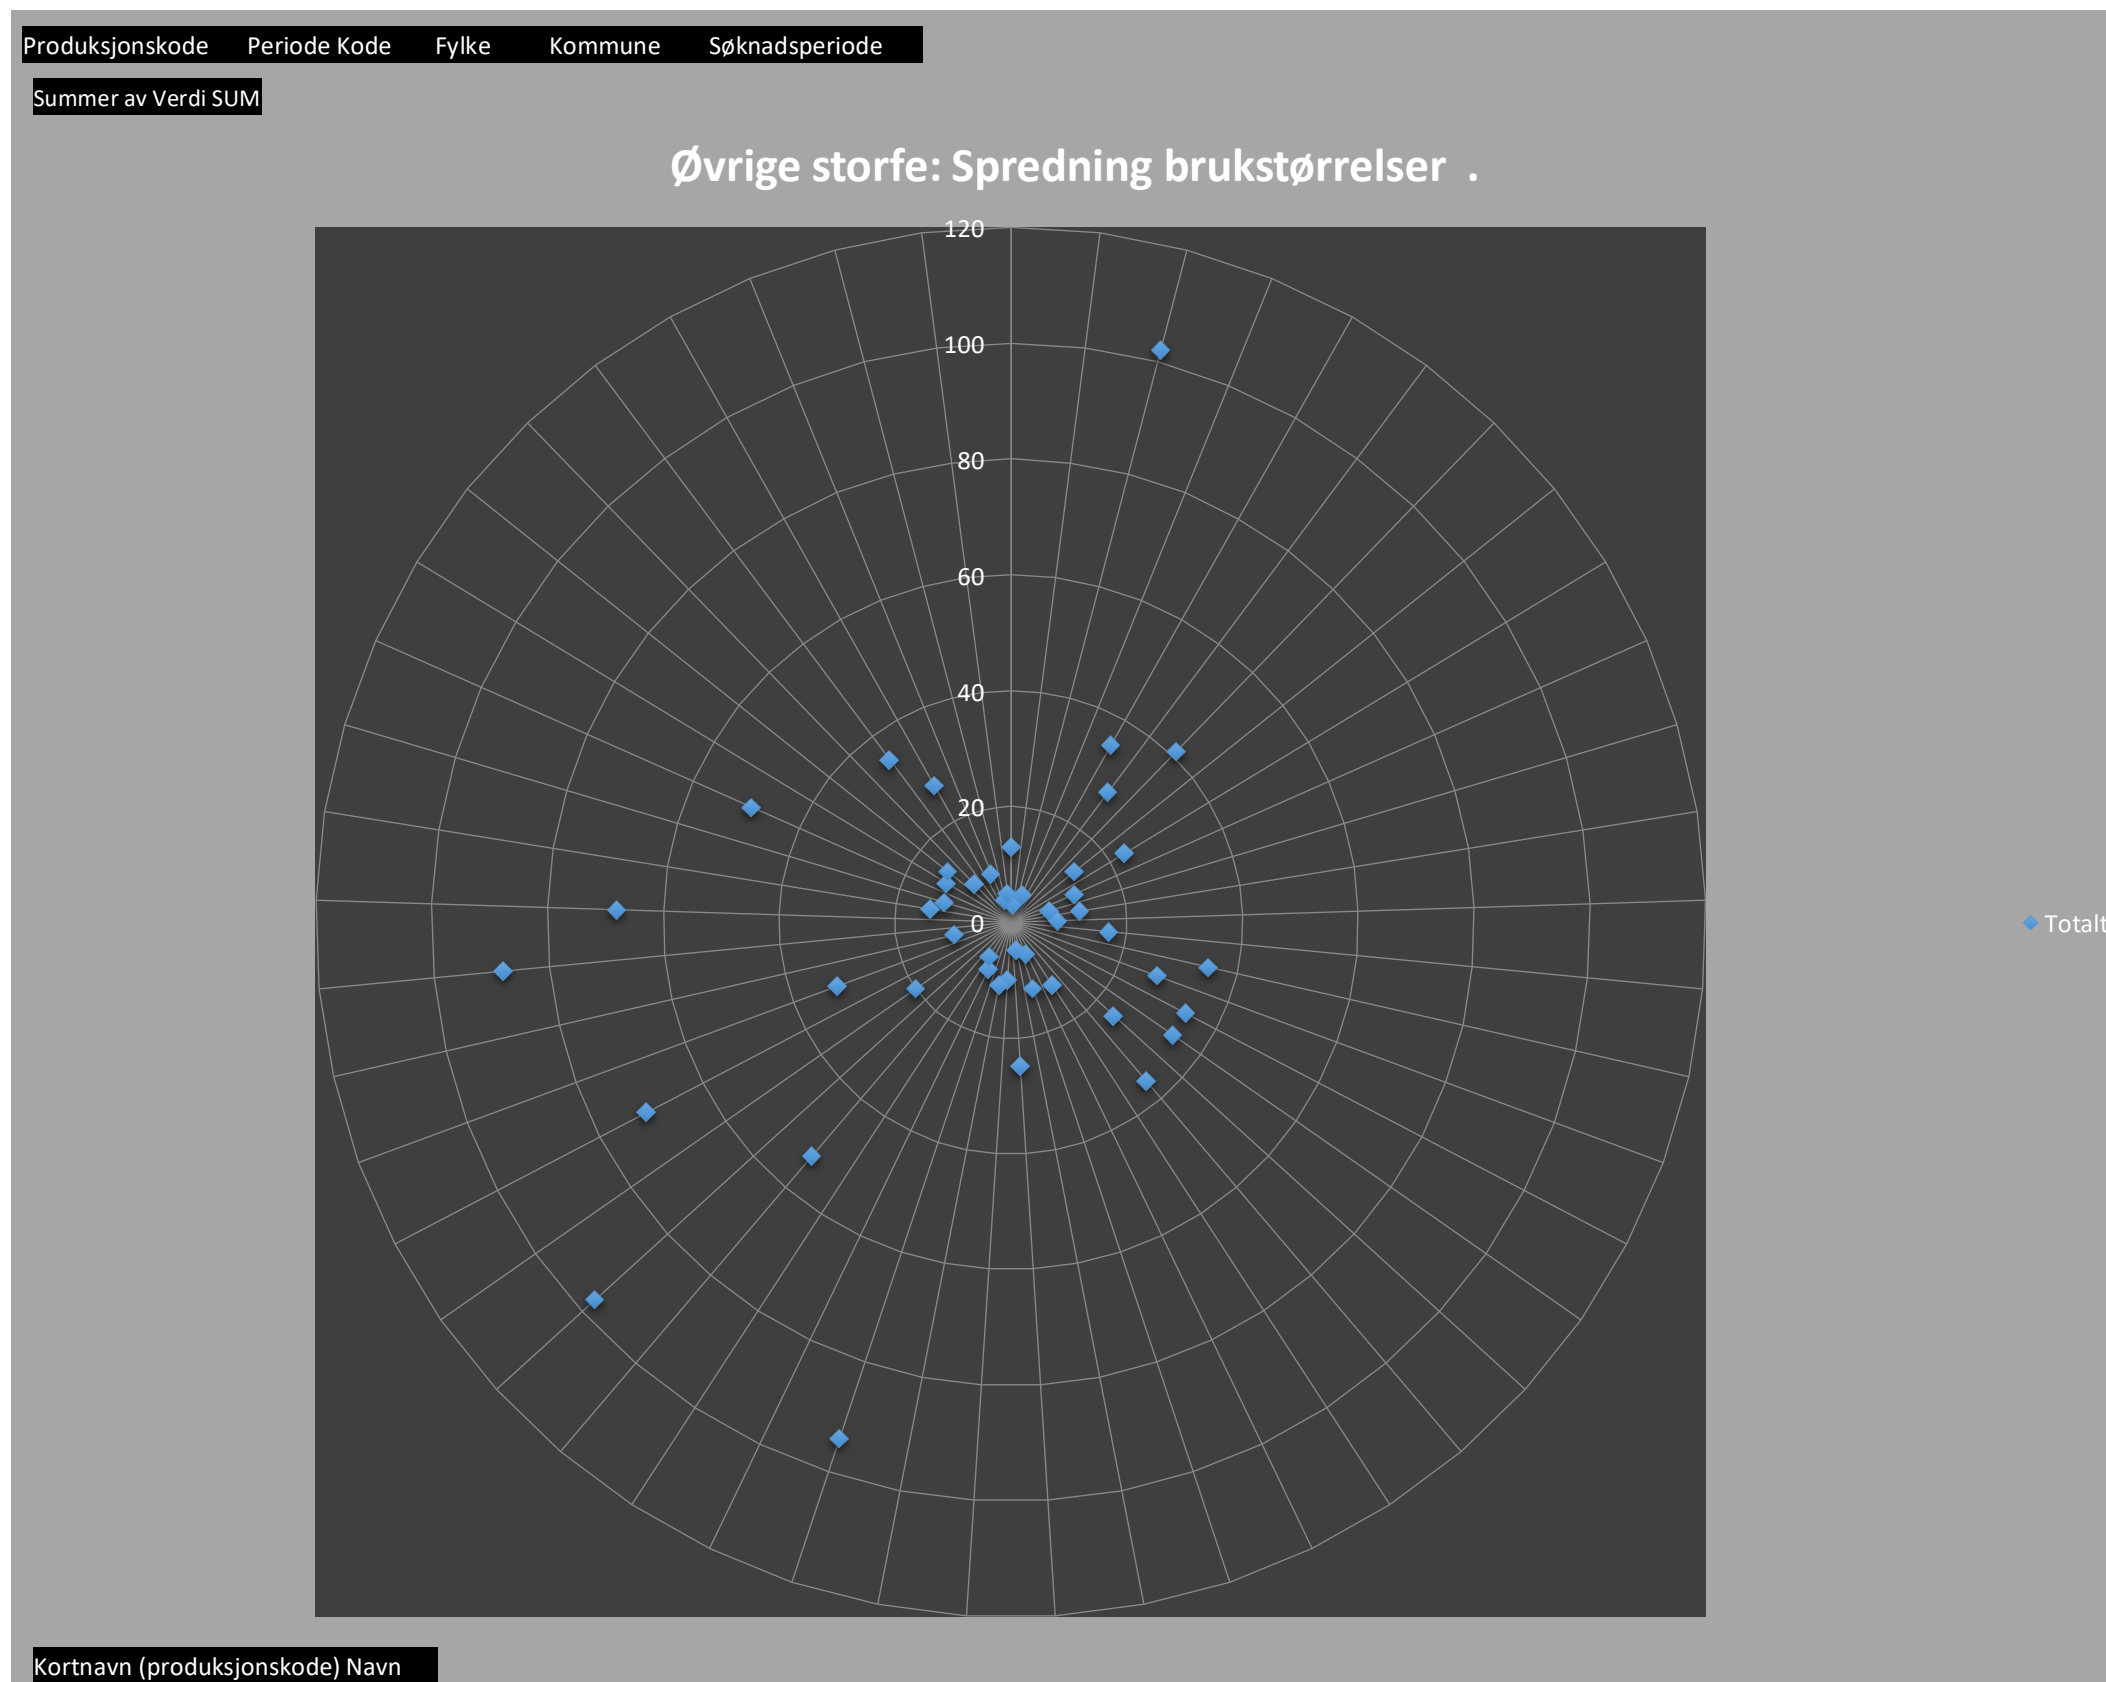 Produksjonskode Periode Kode Fylke Kommune Søknadsperiode
Summer av Verdi SUM
Øvrige storfe: Spredning brukstørrelser .
120
100
80
60
40
20
0
Totalt
Kortnavn (produksjonskode) Navn